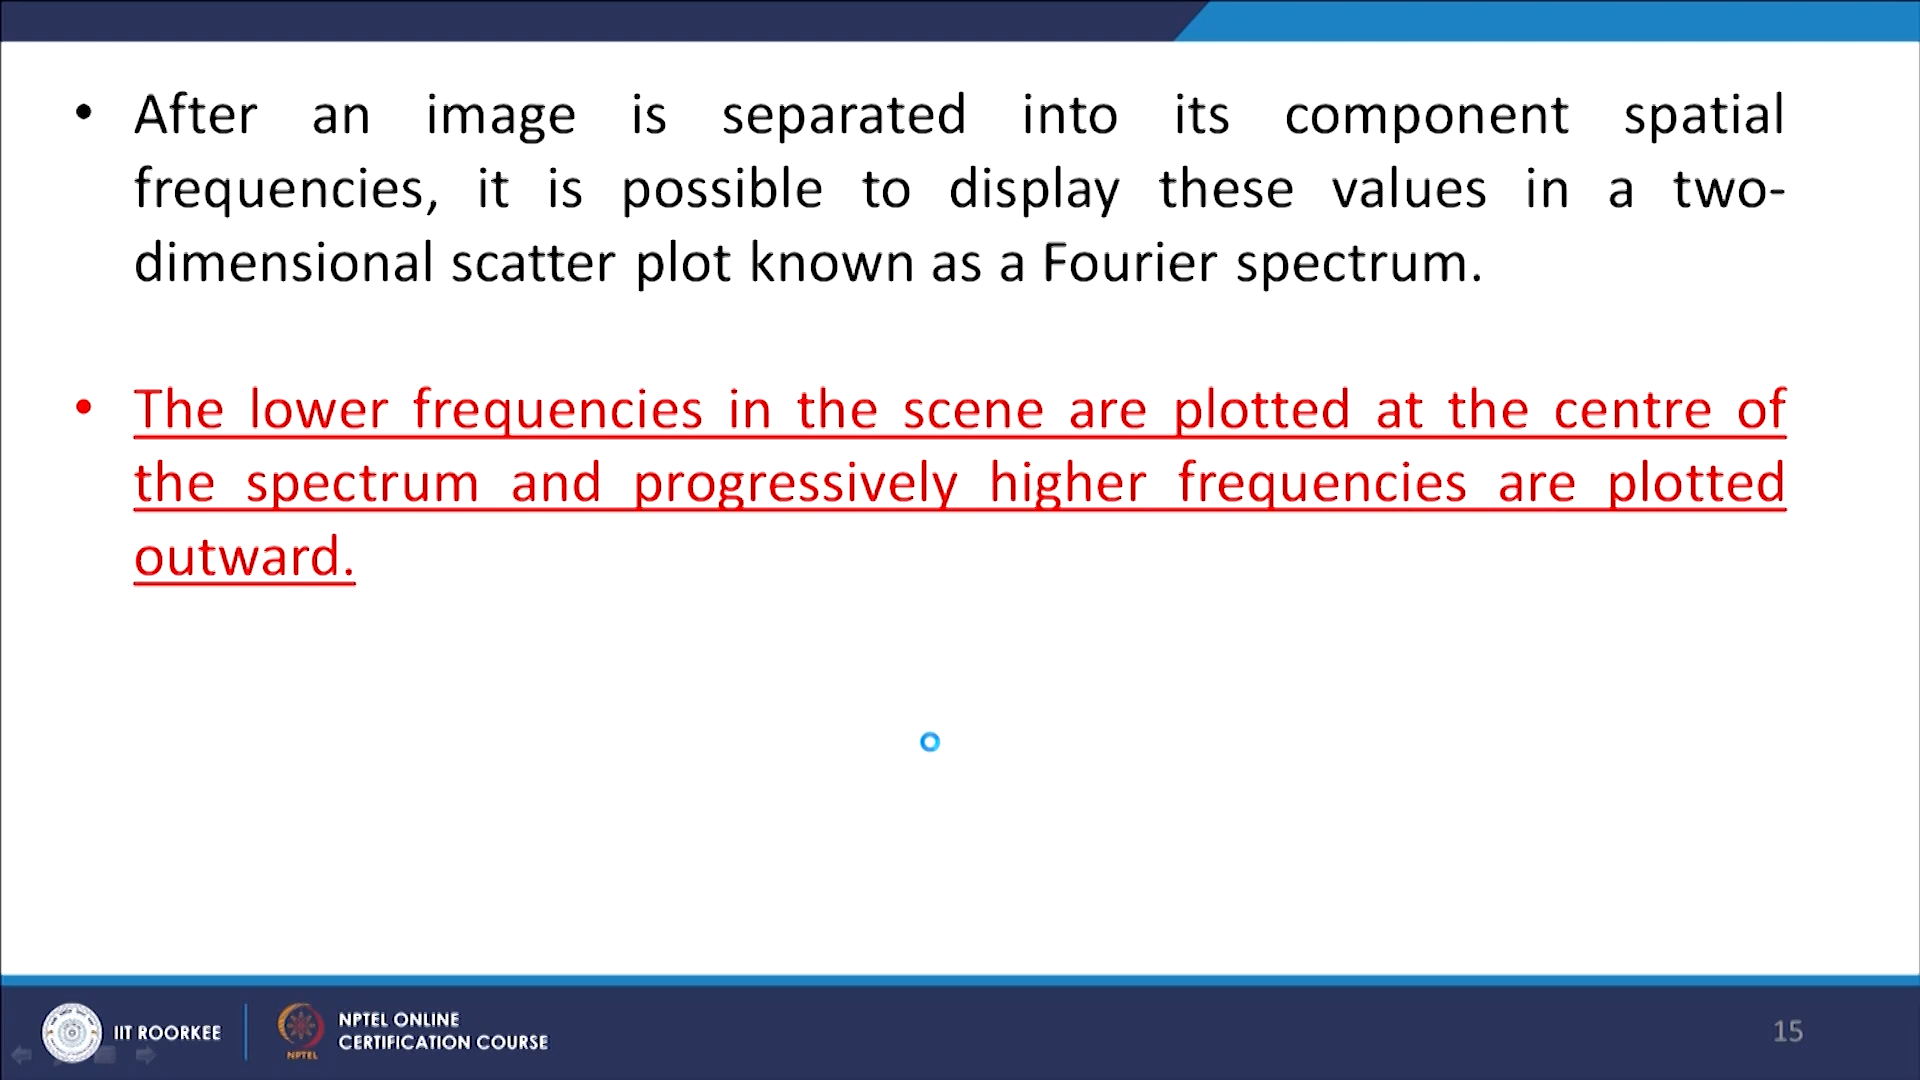 • After an image is separated into its component spatial
frequencies, it is possible to display these values in a two-
dimensional scatter plot known as a Fourier spectrum.
• The lower frequencies in the scene are plotted at the centre of
the spectrum and progressively higher frequencies are plotted
outward.
IIT ROORKEE
NPTEL
NPTEL ONLINE
CERTIFICATION COURSE
15